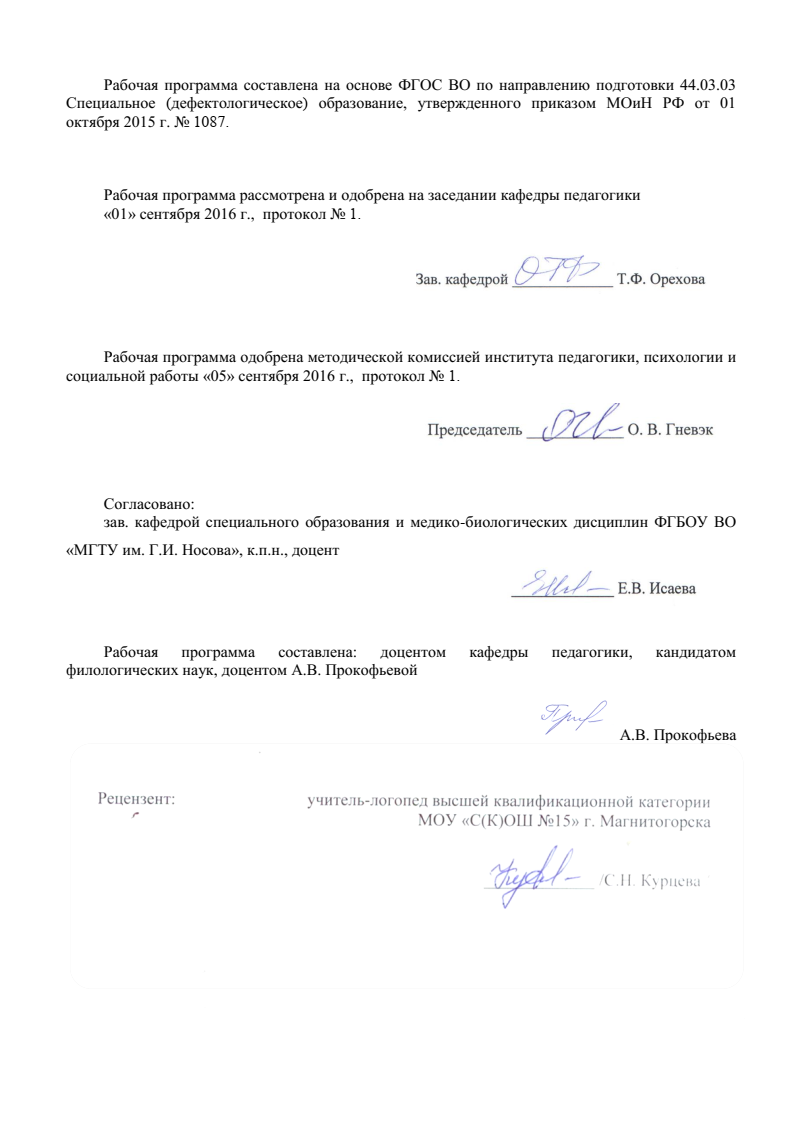 Рабочая программа составлена на основе ФГОС ВО по направлению подготовки 44.03.03
Специальное (дефектологическое) образование, утвержденного приказом МОиН РФ от 01
октября 2015 г. № 1087.
Рабочая программа рассмотрена и одобрена на заседании кафедры педагогики
«01» сентября 2016 г., протокол № 1.
Зав. кафедрой ______________ Т.Ф. Орехова
Рабочая программа одобрена методической комиссией института педагогики, психологии и
социальной работы «05» сентября 2016 г., протокол № 1.
Председатель _____________ О. В. Гневэк
Согласовано:
зав. кафедрой специального образования и медико-биологических дисциплин ФГБОУ ВО
«МГТУ им. Г.И. Носова», к.п.н., доцент
______________ Е.В. Исаева
Рабочая программа составлена: доцентом кафедры педагогики, кандидатом
филологических наук, доцентом А.В. Прокофьевой
А.В. Прокофьева
Рецензент: учитель-логопед высшей квалификационной категории
МОУ «С(К)ОШ №15» г. Магнитогорска
______________ /С.Н. Курцева